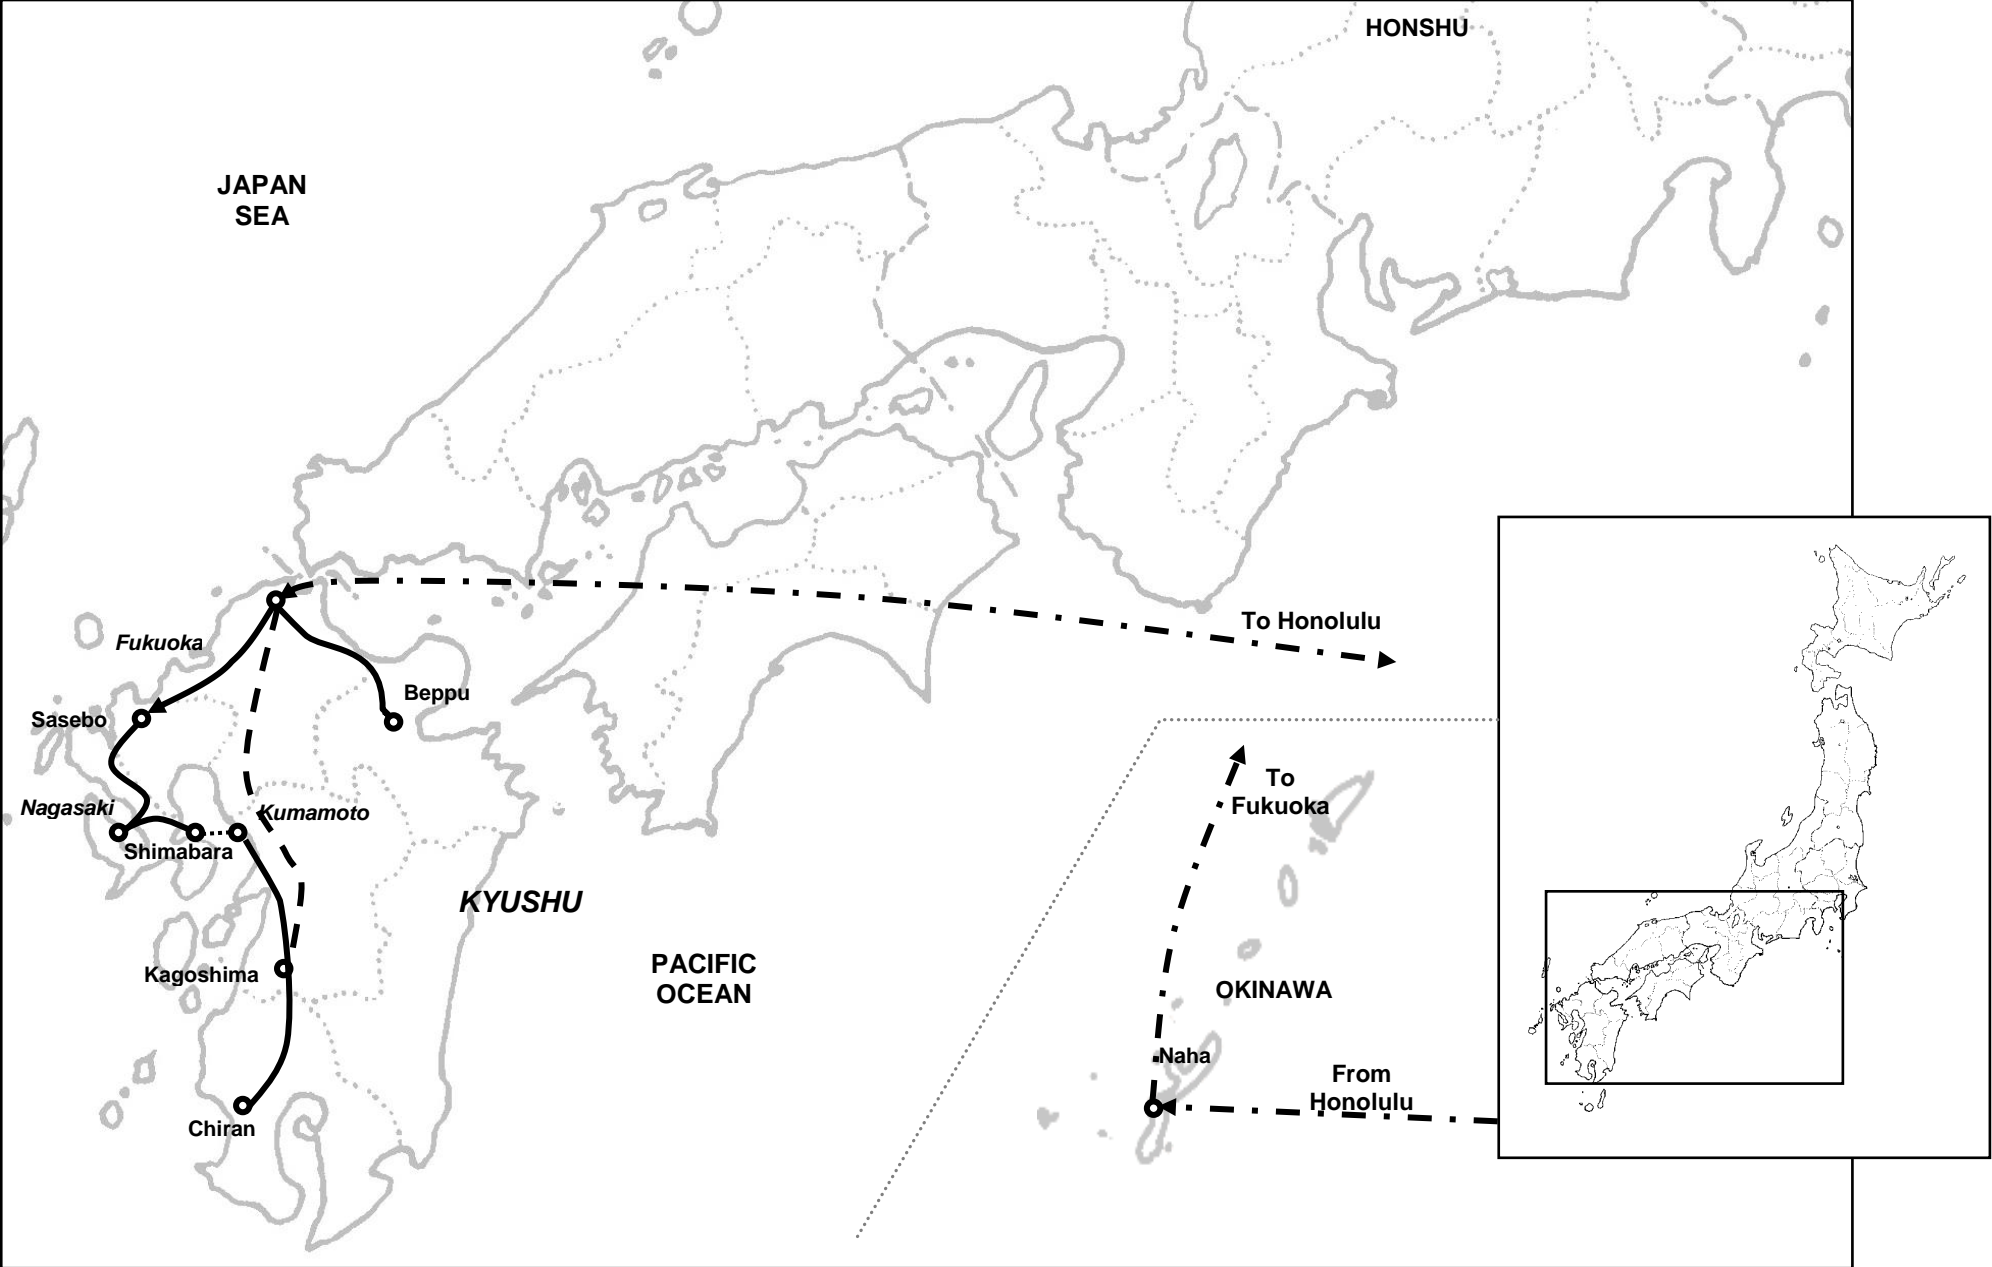 HONSHU
JAPAN
SEA
To Honolulu
Fukuoka
Beppu
Sasebo
To
Fukuoka
Nagasaki
Kumamoto
Shimabara
KYUSHU
PACIFIC
OCEAN
Kagoshima
OKINAWA
Naha
From
Honolulu
Chiran